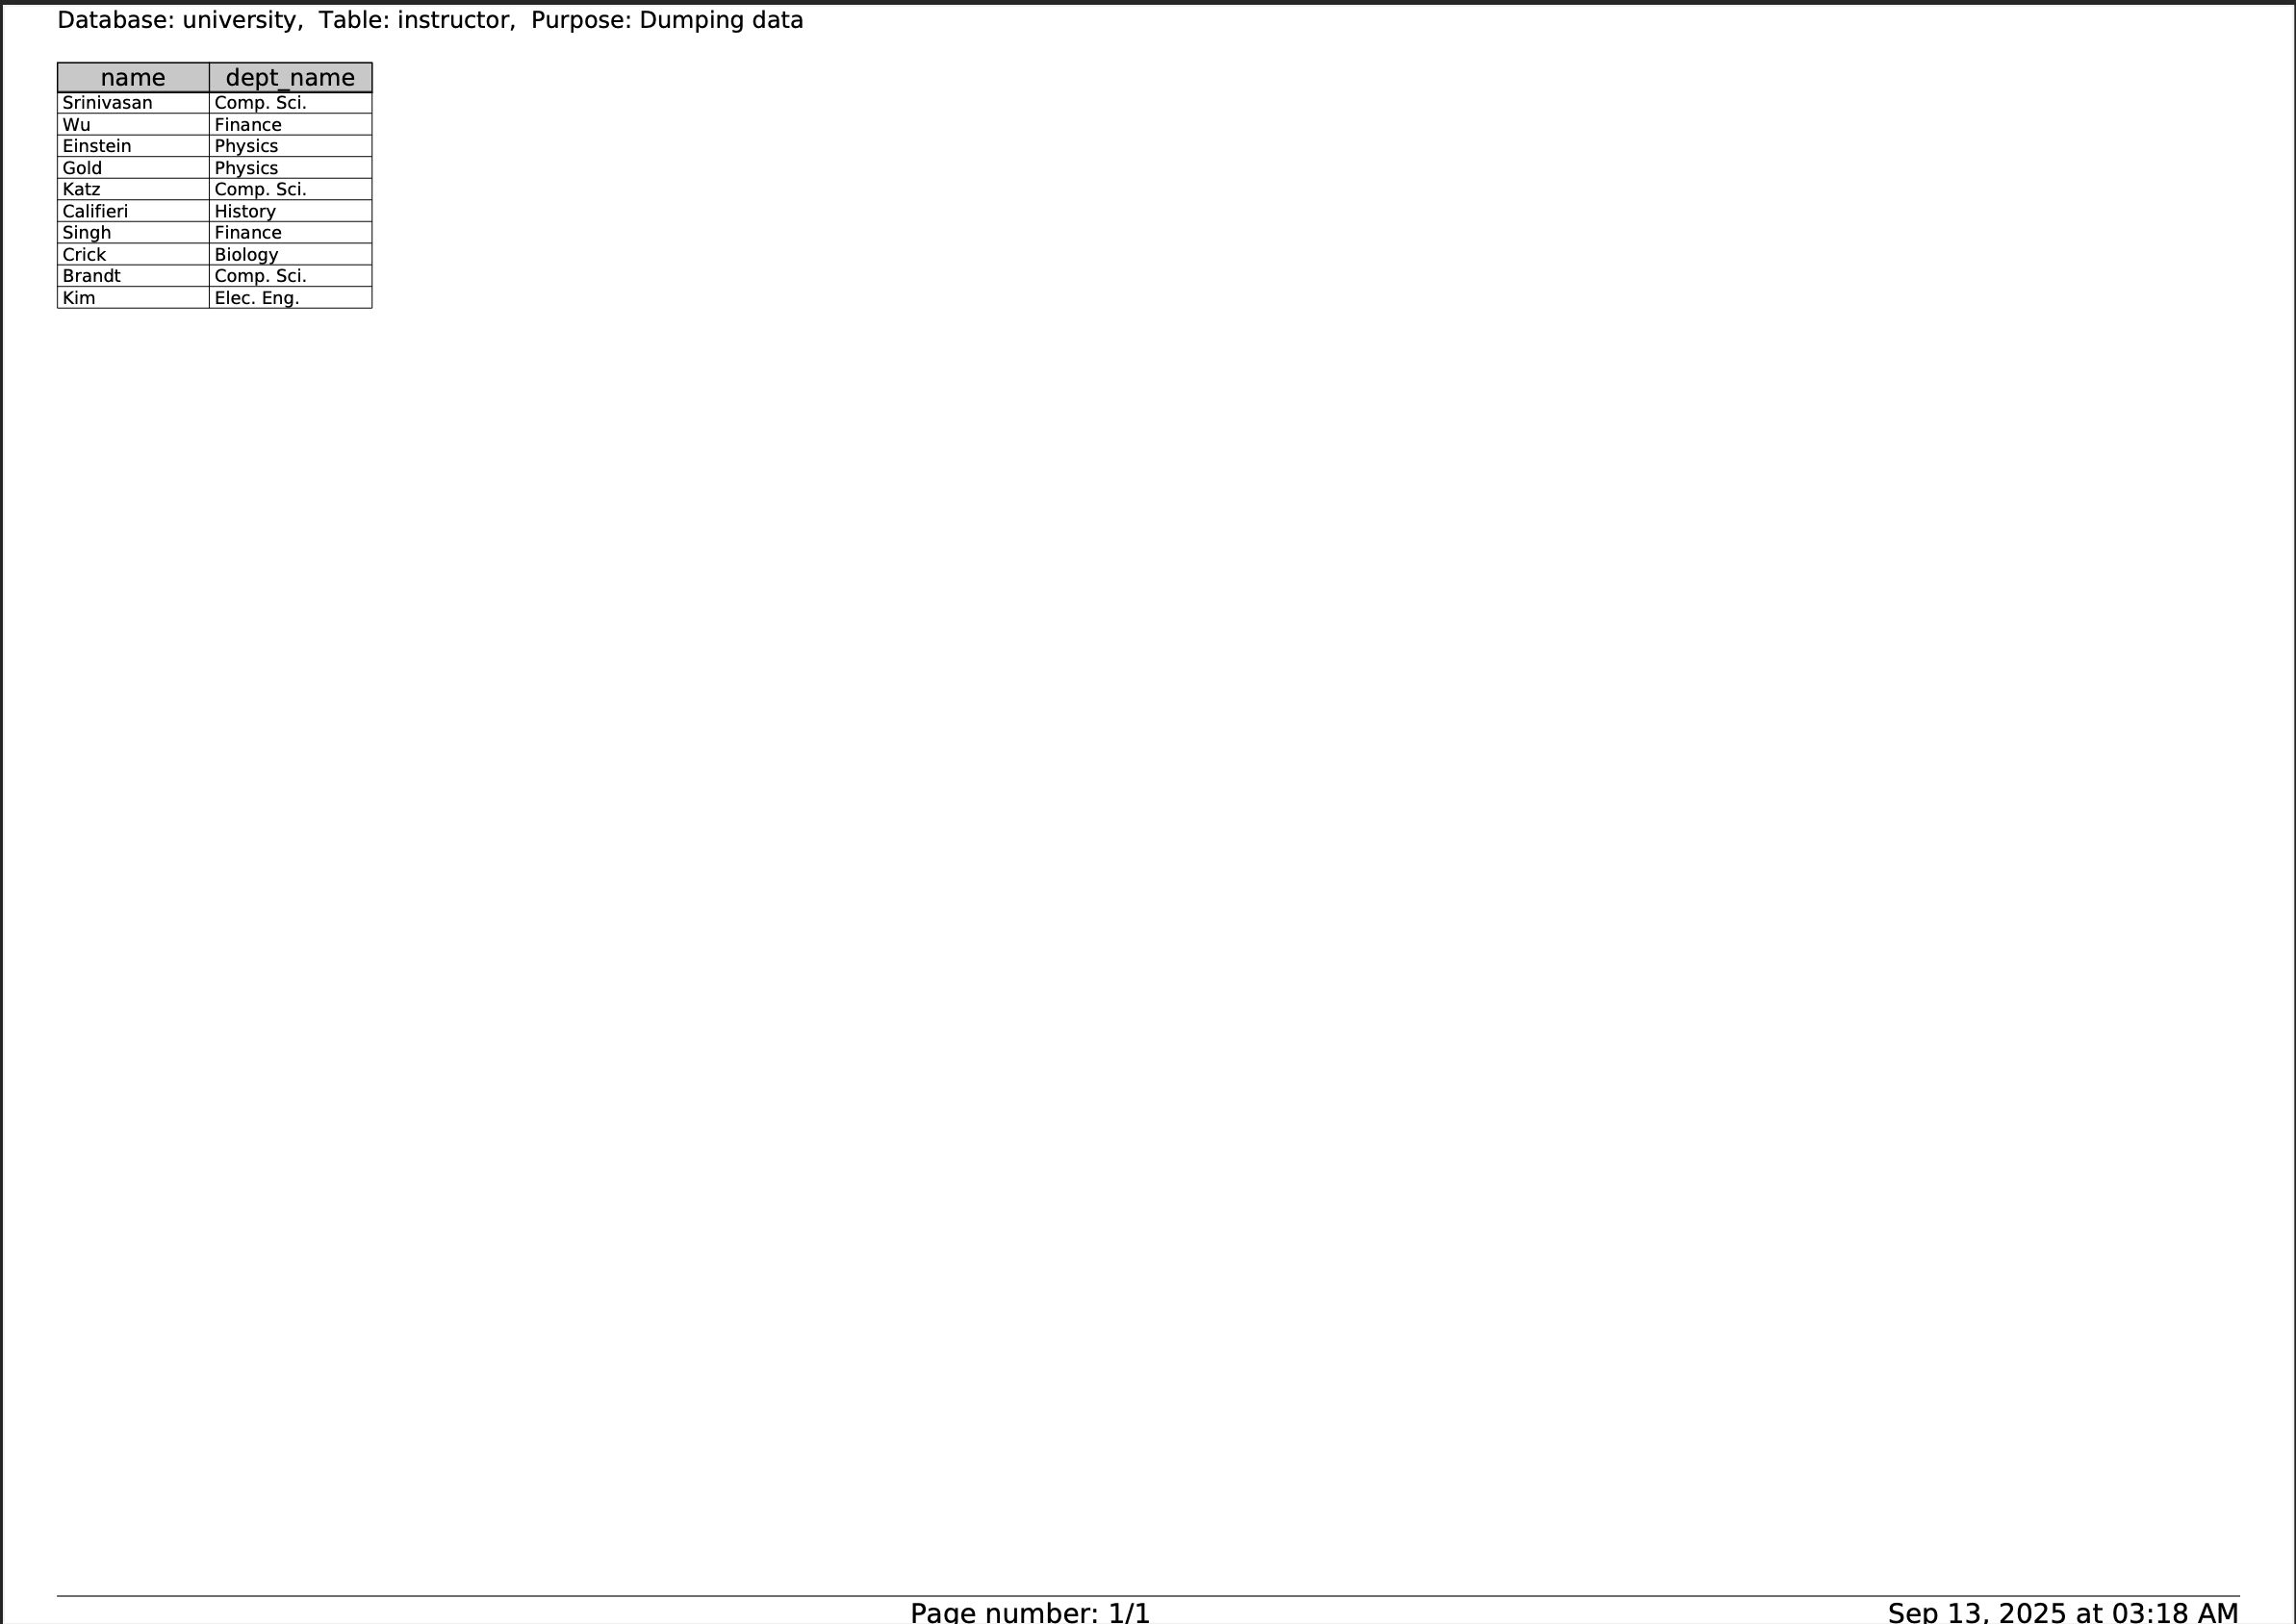 Database: university, Table: instructor, Purpose: Dumping data
name dept_name
Srinivasan Comp. Sci.
Wu Finance
Einstein Physics
Gold Physics
Katz Comp. Sci.
Califieri History
Singh Finance
Crick Biology
Brandt Comp. Sci.
Kim Elec. Eng.
Page number: 1/1 Sep 13, 2025 at 03:18 AM